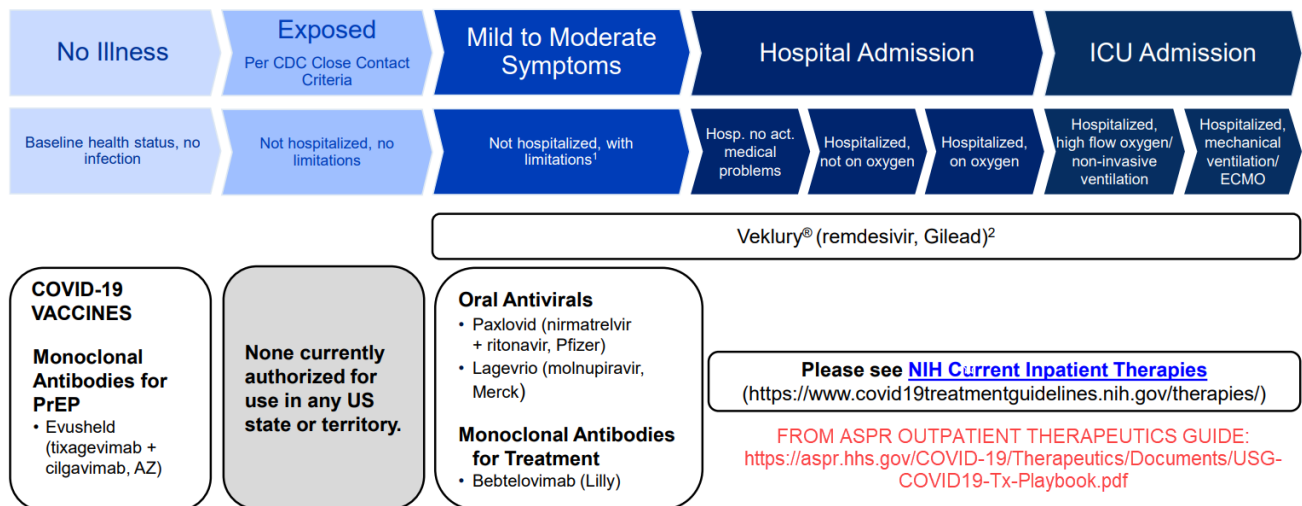 No Illness
Exposed
Per CDC Close Contact
Criteria
Mild to Moderate
Symptoms
Hospital Admission
ICU Admission
Baseline health status, no
infection
Not hospitalized, no
limitations
Not hospitalized, with
limitations¹
Hosp. no act.
medical
problems
Hospitalized,
not on oxygen
Hospitalized,
on oxygen
Hospitalized,
high flow oxygen/
non-invasive
ventilation
Hospitalized,
mechanical
ventilation/
ECMO
Veklury® (remdesivir, Gilead)²
COVID-19
VACCINES
Monoclonal
Antibodies for
PrEP
• Evusheld
(tixagevimab +
cilgavimab, AZ)
None currently
authorized for
use in any US
state or territory.
Oral Antivirals
• Paxlovid (nirmatrelvir
+ ritonavir, Pfizer)
• Lagevrio (molnupiravir,
Merck)
Monoclonal Antibodies
for Treatment
• Bebtelovimab (Lilly)
Please see NIH Current Inpatient Therapies
(https://www.covid19treatmentguidelines.nih.gov/therapies/)
FROM ASPR OUTPATIENT THERAPEUTICS GUIDE:
https://aspr.hhs.gov/COVID-19/Therapeutics/Documents/USG-
COVID19-Tx-Playbook.pdf